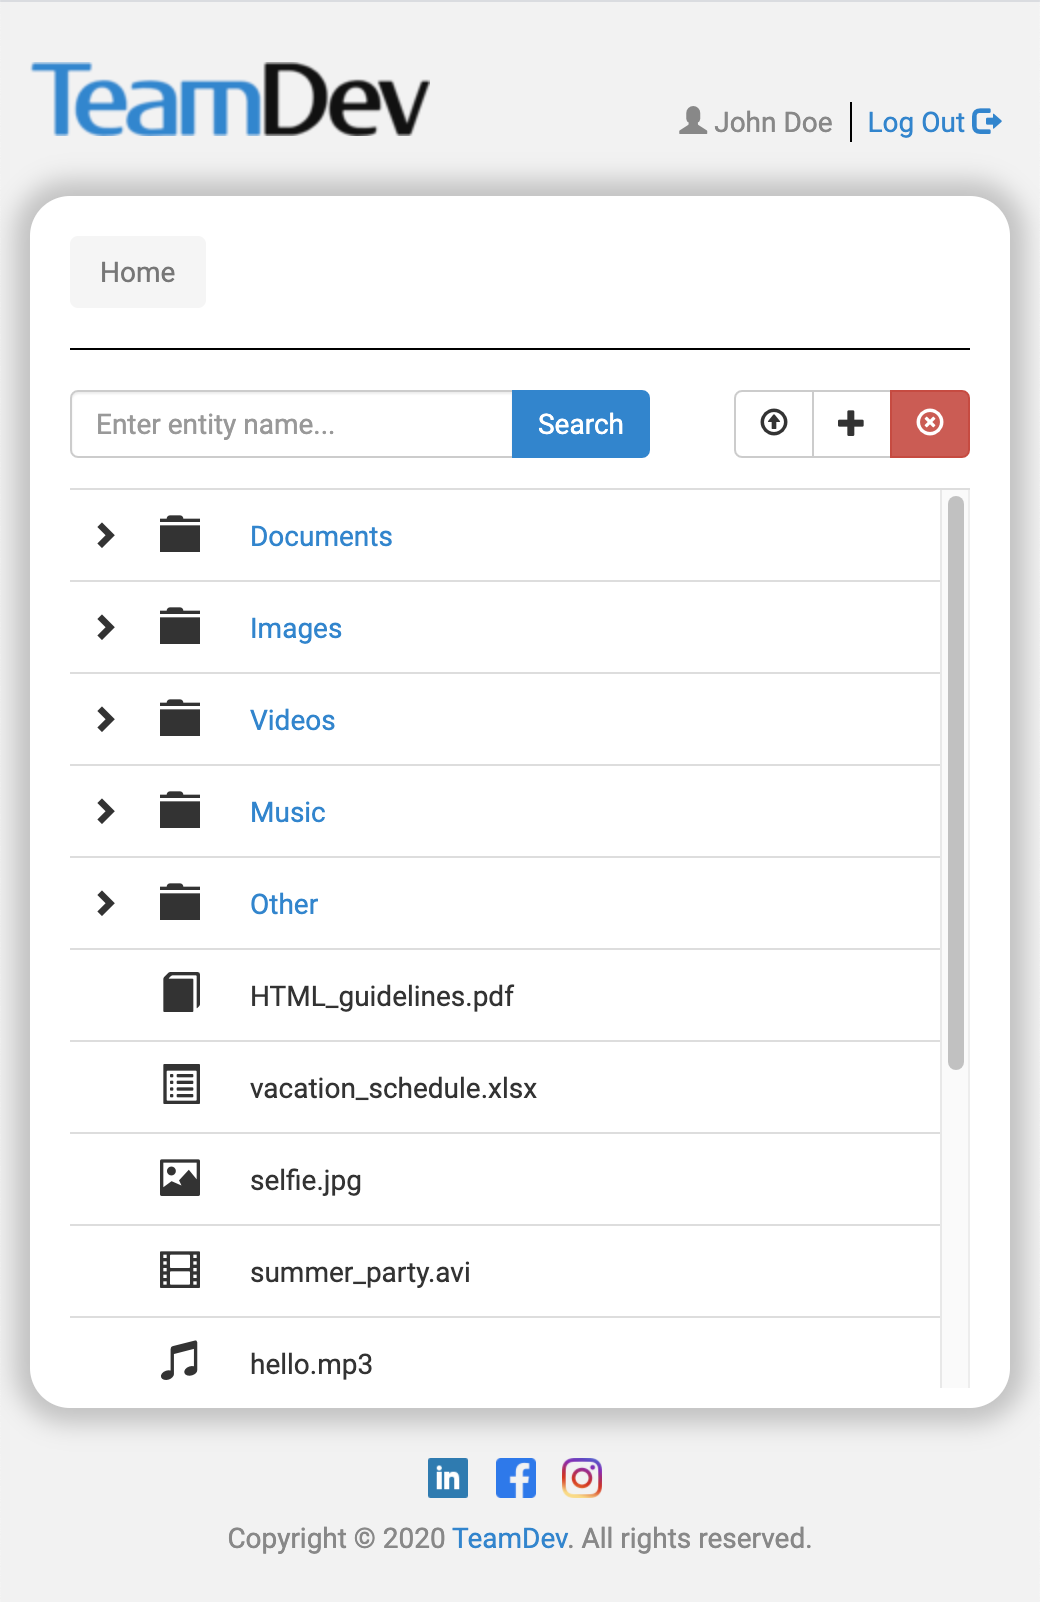 TeamDev
John Doe
Log Out
Home
Enter entity name...
Search
Documents
Images
Videos
Music
Other
HTML_guidelines.pdf
vacation_schedule.xlsx
selfie.jpg
summer_party.avi
hello.mp3
in
Copyright © 2020 TeamDev. All rights reserved.